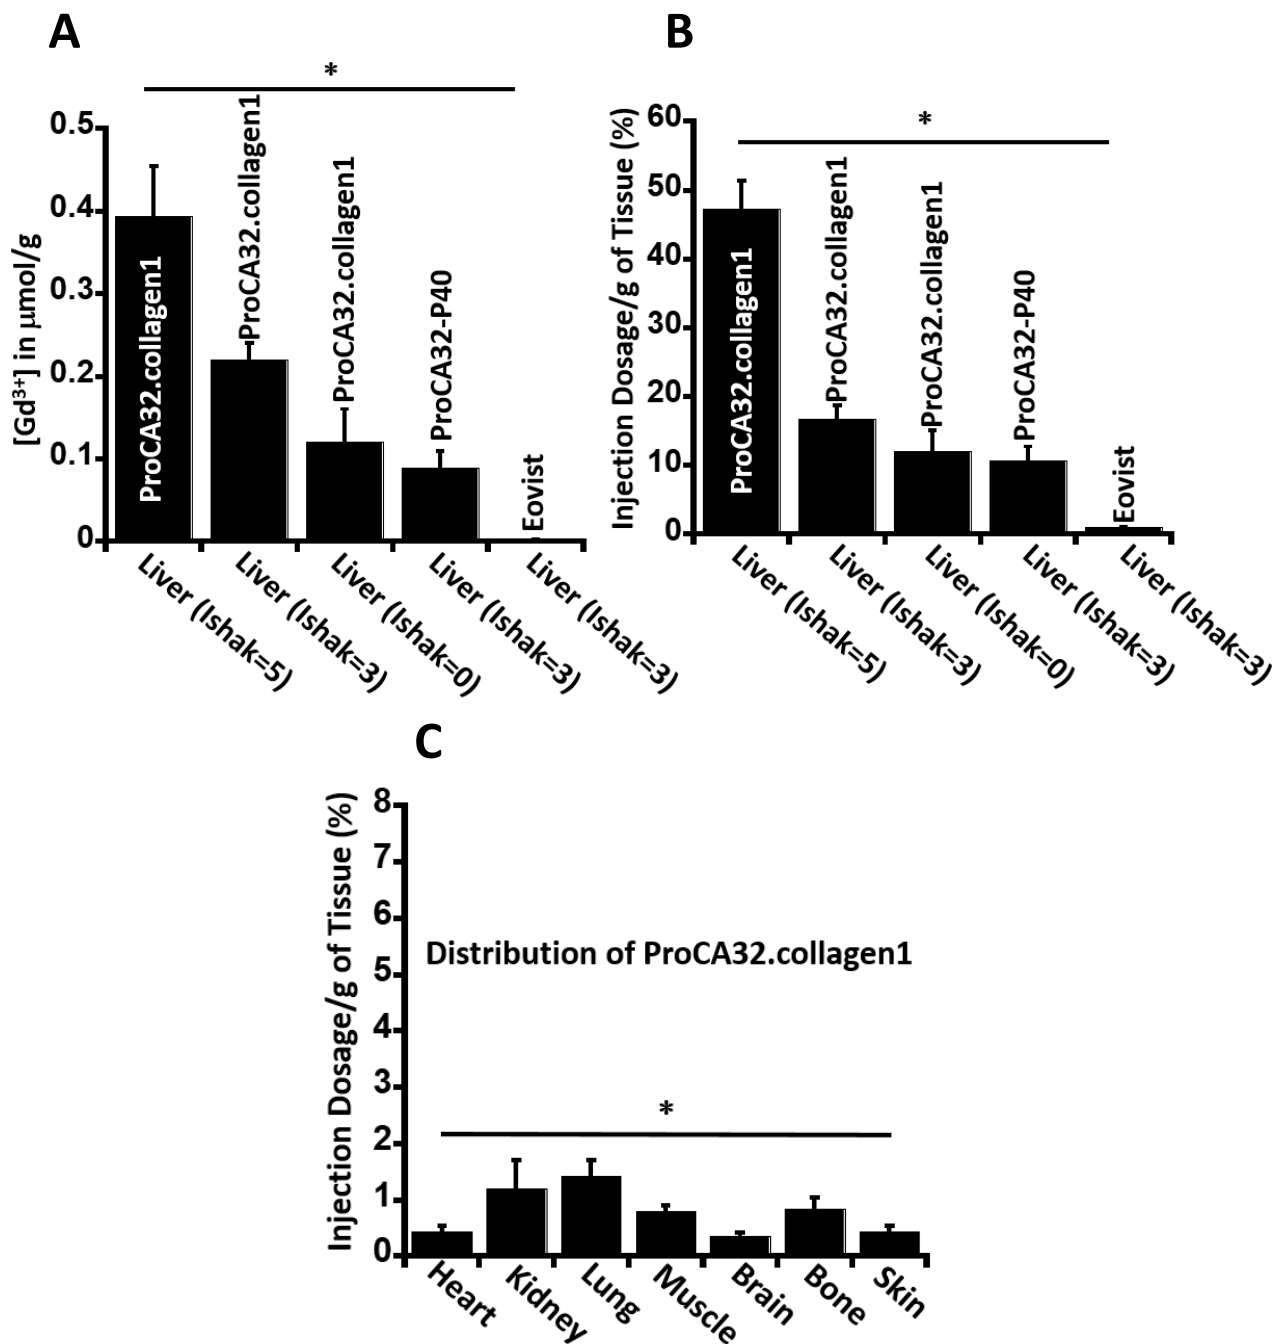 A
*
[Gd³⁺] in μmol/g
0.5
0.4
0.3
0.2
0.1
0
ProCA32.collagen1
ProCA32.collagen1
ProCA32.collagen1
ProCA32-P40
Eovist
Liver (Ishak=5)
Liver (Ishak=3)
Liver (Ishak=0)
Liver (Ishak=3)
Liver (Ishak=3)
B
*
Injection Dosage/g of Tissue (%)
60
50
40
30
20
10
0
ProCA32.collagen1
ProCA32.collagen1
ProCA32.collagen1
ProCA32-P40
Eovist
Liver (Ishak=5)
Liver (Ishak=3)
Liver (Ishak=0)
Liver (Ishak=3)
Liver (Ishak=3)
C
Injection Dosage/g of Tissue (%)
8
7
6
5
4
3
2
1
0
Distribution of ProCA32.collagen1
*
Heart
Kidney
Lung
Muscle
Brain
Bone
Skin